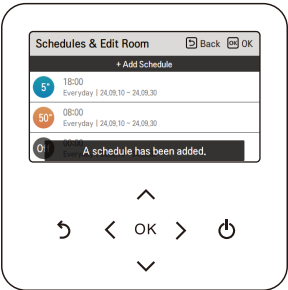 Schedules & Edit Room Back OK OK
+ Add Schedule
5° 18:00
Everyday | 24.09.10 ~ 24.09.30
50° 08:00
Everyday | 24.09.10 ~ 24.09.30
A schedule has been added.
OK